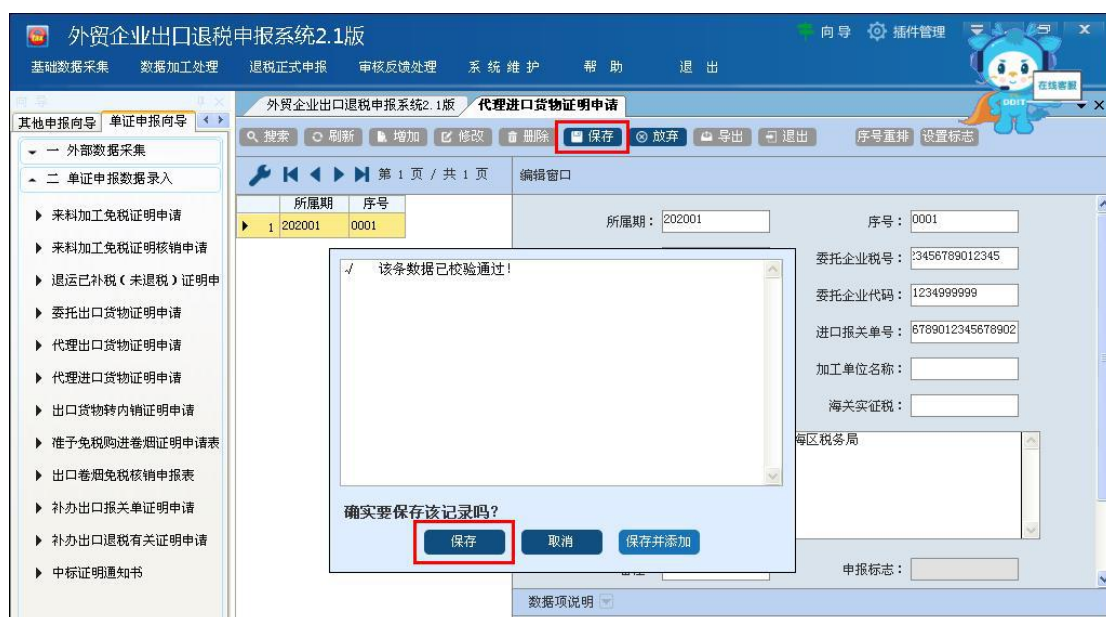 外贸企业出口退税申报系统2.1版
向导 插件管理
基础数据采集 数据加工处理 退税正式申报 审核反馈处理 系统维护 帮助 退出
在线客服
DDIT
向导
外贸企业出口退税申报系统2.1版 代理进口货物证明申请
其他申报向导 单证申报向导
搜索 刷新 增加 修改 删除 保存 放弃 导出 退出 序号重排 设置标志
一 外部数据采集
二 单证申报数据录入
来料加工免税证明申请
来料加工免税证明核销申请
退运已补税(未退税)证明申
委托出口货物证明申请
代理出口货物证明申请
代理进口货物证明申请
出口货物转内销证明申请
准予免税购进卷烟证明申请表
出口卷烟免税核销申报表
补办出口报关单证明申请
补办出口退税有关证明申请
中标证明通知书
第 1 页 / 共 1 页
编辑窗口
所属期 序号
1 202001 0001
所属期: 202001 序号: 0001
委托企业税号: 23456789012345
委托企业代码: 1234999999
进口报关单号: 6789012345678902
加工单位名称:
海关实征税:
海区税务局
申报标志:
√ 该条数据已校验通过!
确实要保存该记录吗?
保存 取消 保存并添加
数据项说明